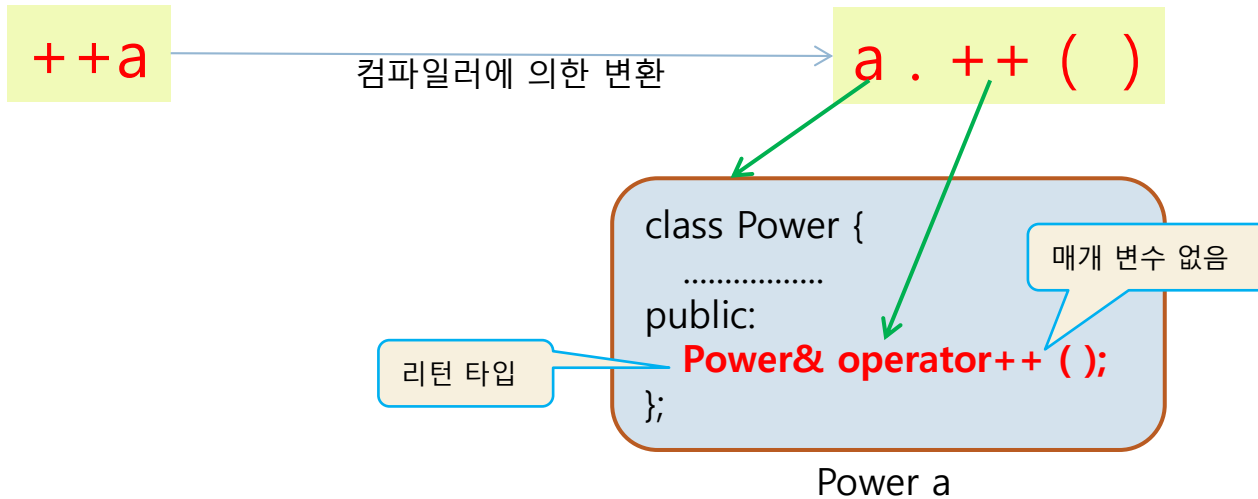 ++a
컴파일러에 의한 변환
a . ++ ( )
class Power {
.................
public:
Power& operator++ ( );
};
매개 변수 없음
리턴 타입
Power a